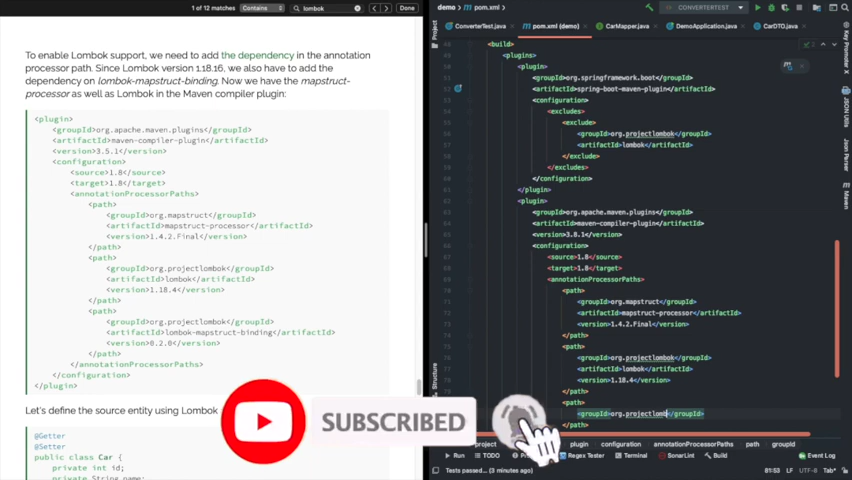 1 of 12 matches
Contains
lombok
Done
To enable Lombok support, we need to add the dependency in the annotation
processor path. Since Lombok version 1.18.16, we also have to add the
dependency on lombok-mapstruct-binding. Now we have the mapstruct-
processor as well as Lombok in the Maven compiler plugin:
<plugin>
<groupId>org.apache.maven.plugins</groupId>
<artifactId>maven-compiler-plugin</artifactId>
<version>3.5.1</version>
<configuration>
<source>1.8</source>
<target>1.8</target>
<annotationProcessorPaths>
<path>
<groupId>org.mapstruct</groupId>
<artifactId>mapstruct-processor</artifactId>
<version>1.4.2.Final</version>
</path>
<path>
<groupId>org.projectlombok</groupId>
<artifactId>lombok</artifactId>
<version>1.18.4</version>
</path>
<path>
<groupId>org.projectlombok</groupId>
<artifactId>lombok-mapstruct-binding</artifactId>
<version>0.2.0</version>
</path>
</annotationProcessorPaths>
</configuration>
</plugin>
Let's define the source entity using Lombok
@Getter
@Setter
public class Car {
private int id;
private String name;
SUBSCRIBED
demo
pom.xml
CONVERTERTEST
ConverterTest.java
pom.xml (demo)
CarMapper.java
DemoApplication.java
CarDTO.java
Project
Structure
Key Promoter X
JSON Utils
Json Parser
Maven
<build>
<plugins>
<plugin>
<groupId>org.springframework.boot</groupId>
<artifactId>spring-boot-maven-plugin</artifactId>
<configuration>
<excludes>
<exclude>
<groupId>org.projectlombok</groupId>
<artifactId>lombok</artifactId>
</exclude>
</excludes>
</configuration>
</plugin>
<plugin>
<groupId>org.apache.maven.plugins</groupId>
<artifactId>maven-compiler-plugin</artifactId>
<version>3.8.1</version>
<configuration>
<source>1.8</source>
<target>1.8</target>
<annotationProcessorPaths>
<path>
<groupId>org.mapstruct</groupId>
<artifactId>mapstruct-processor</artifactId>
<version>1.4.2.Final</version>
</path>
<path>
<groupId>org.projectlombok</groupId>
<artifactId>lombok</artifactId>
<version>1.18.4</version>
</path>
<path>
<groupId>org.projectlomb</groupId>
</path>
project
plugin
configuration
annotationProcessorPaths
path
groupId
Run
TODO
Regex Tester
Terminal
SonarLint
Build
Event Log
Tests passed (3 minutes ago)
81:53
LF
UTF-8
Tab*